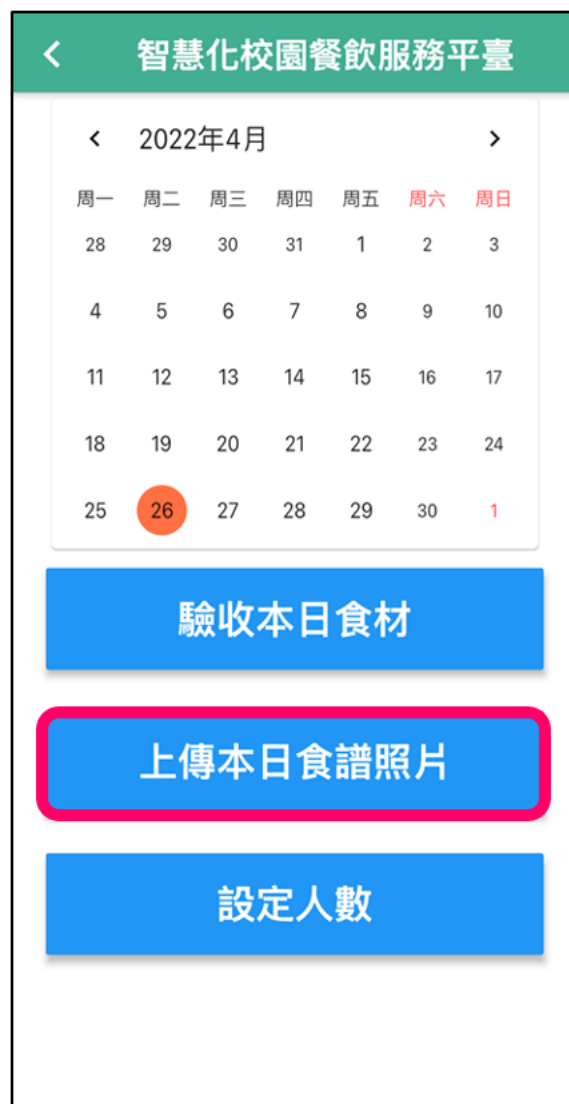 智慧化校園餐飲服務平臺
2022年4月
周一 周二 周三 周四 周五 周六 周日
28 29 30 31 1 2 3
4 5 6 7 8 9 10
11 12 13 14 15 16 17
18 19 20 21 22 23 24
25 26 27 28 29 30 1
驗收本日食材
上傳本日食譜照片
設定人數